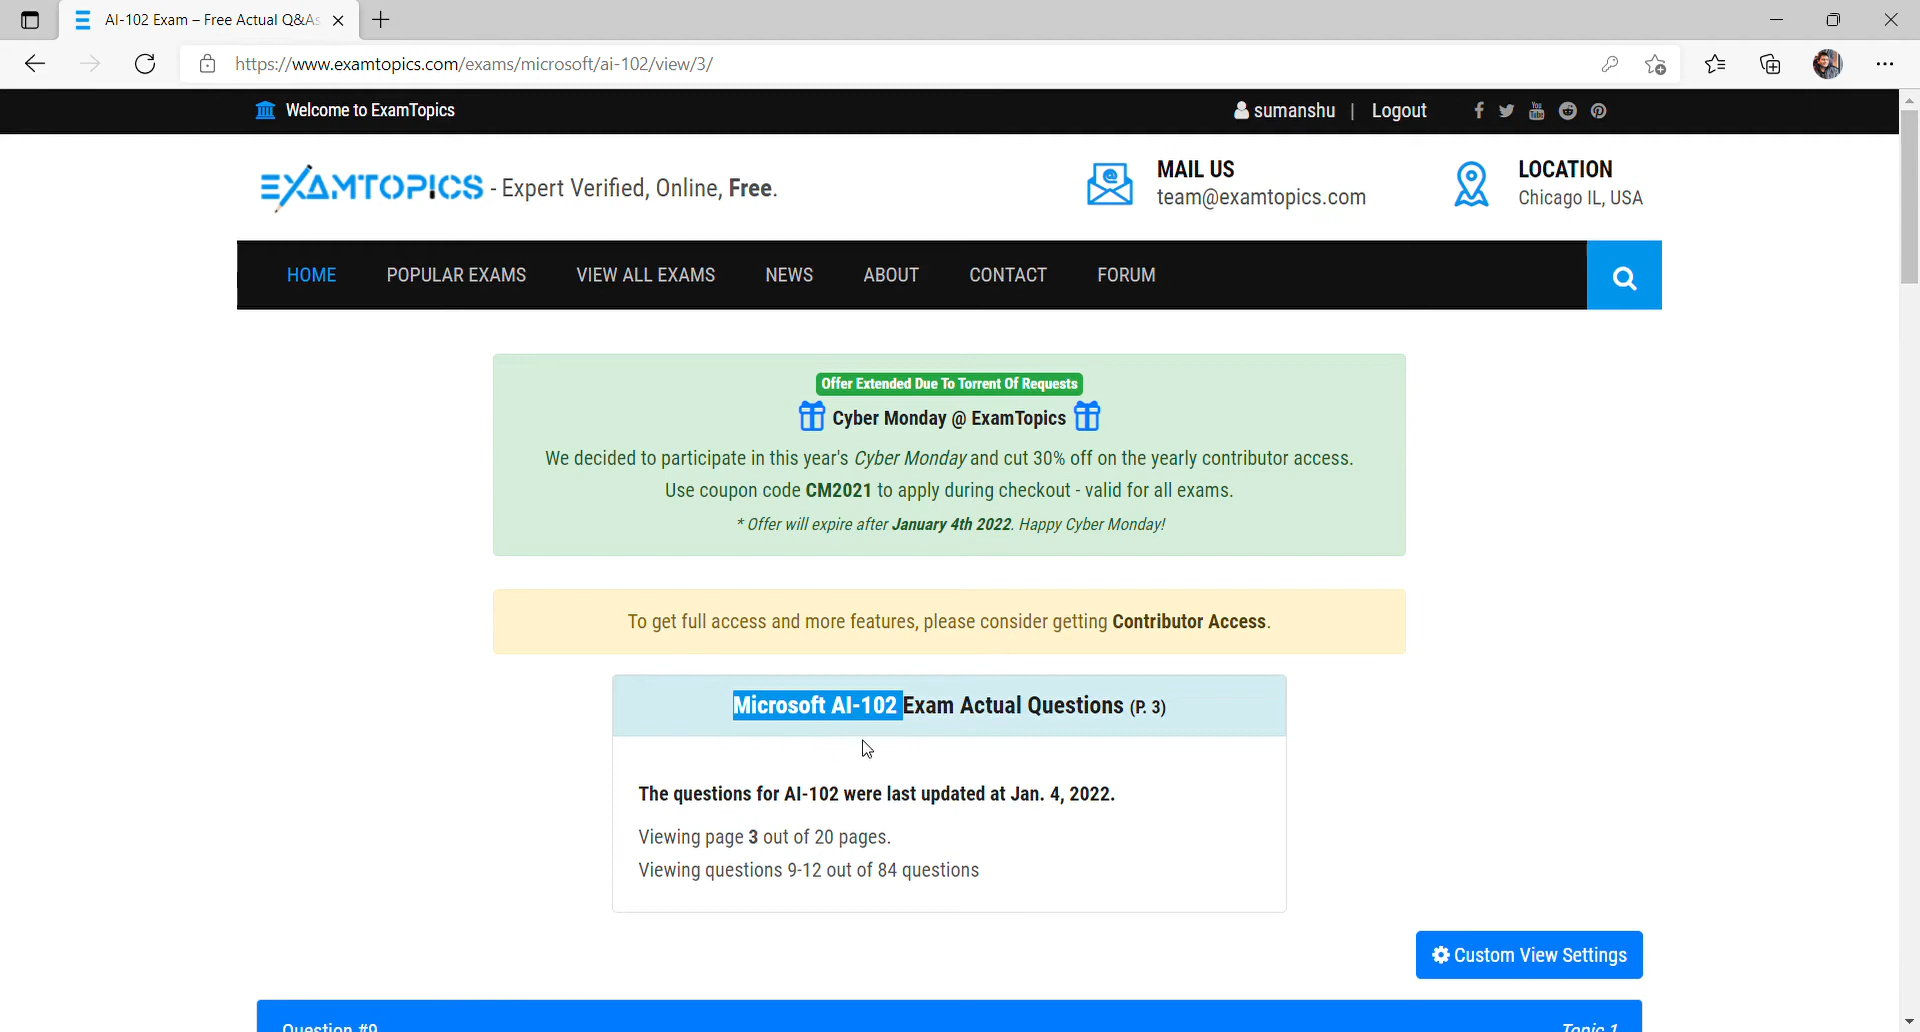 AI-102 Exam – Free Actual Q&As
https://www.examtopics.com/exams/microsoft/ai-102/view/3/
Welcome to ExamTopics
sumanshu | Logout
You
EXAMTOPICS - Expert Verified, Online, Free.
MAIL US
team@examtopics.com
LOCATION
Chicago IL, USA
HOME POPULAR EXAMS VIEW ALL EXAMS NEWS ABOUT CONTACT FORUM
Offer Extended Due To Torrent Of Requests
Cyber Monday @ ExamTopics
We decided to participate in this year's Cyber Monday and cut 30% off on the yearly contributor access.
Use coupon code CM2021 to apply during checkout - valid for all exams.
* Offer will expire after January 4th 2022. Happy Cyber Monday!
To get full access and more features, please consider getting Contributor Access.
Microsoft AI-102 Exam Actual Questions (P. 3)
The questions for AI-102 were last updated at Jan. 4, 2022.
Viewing page 3 out of 20 pages.
Viewing questions 9-12 out of 84 questions
Custom View Settings
Question #9 Topic 1